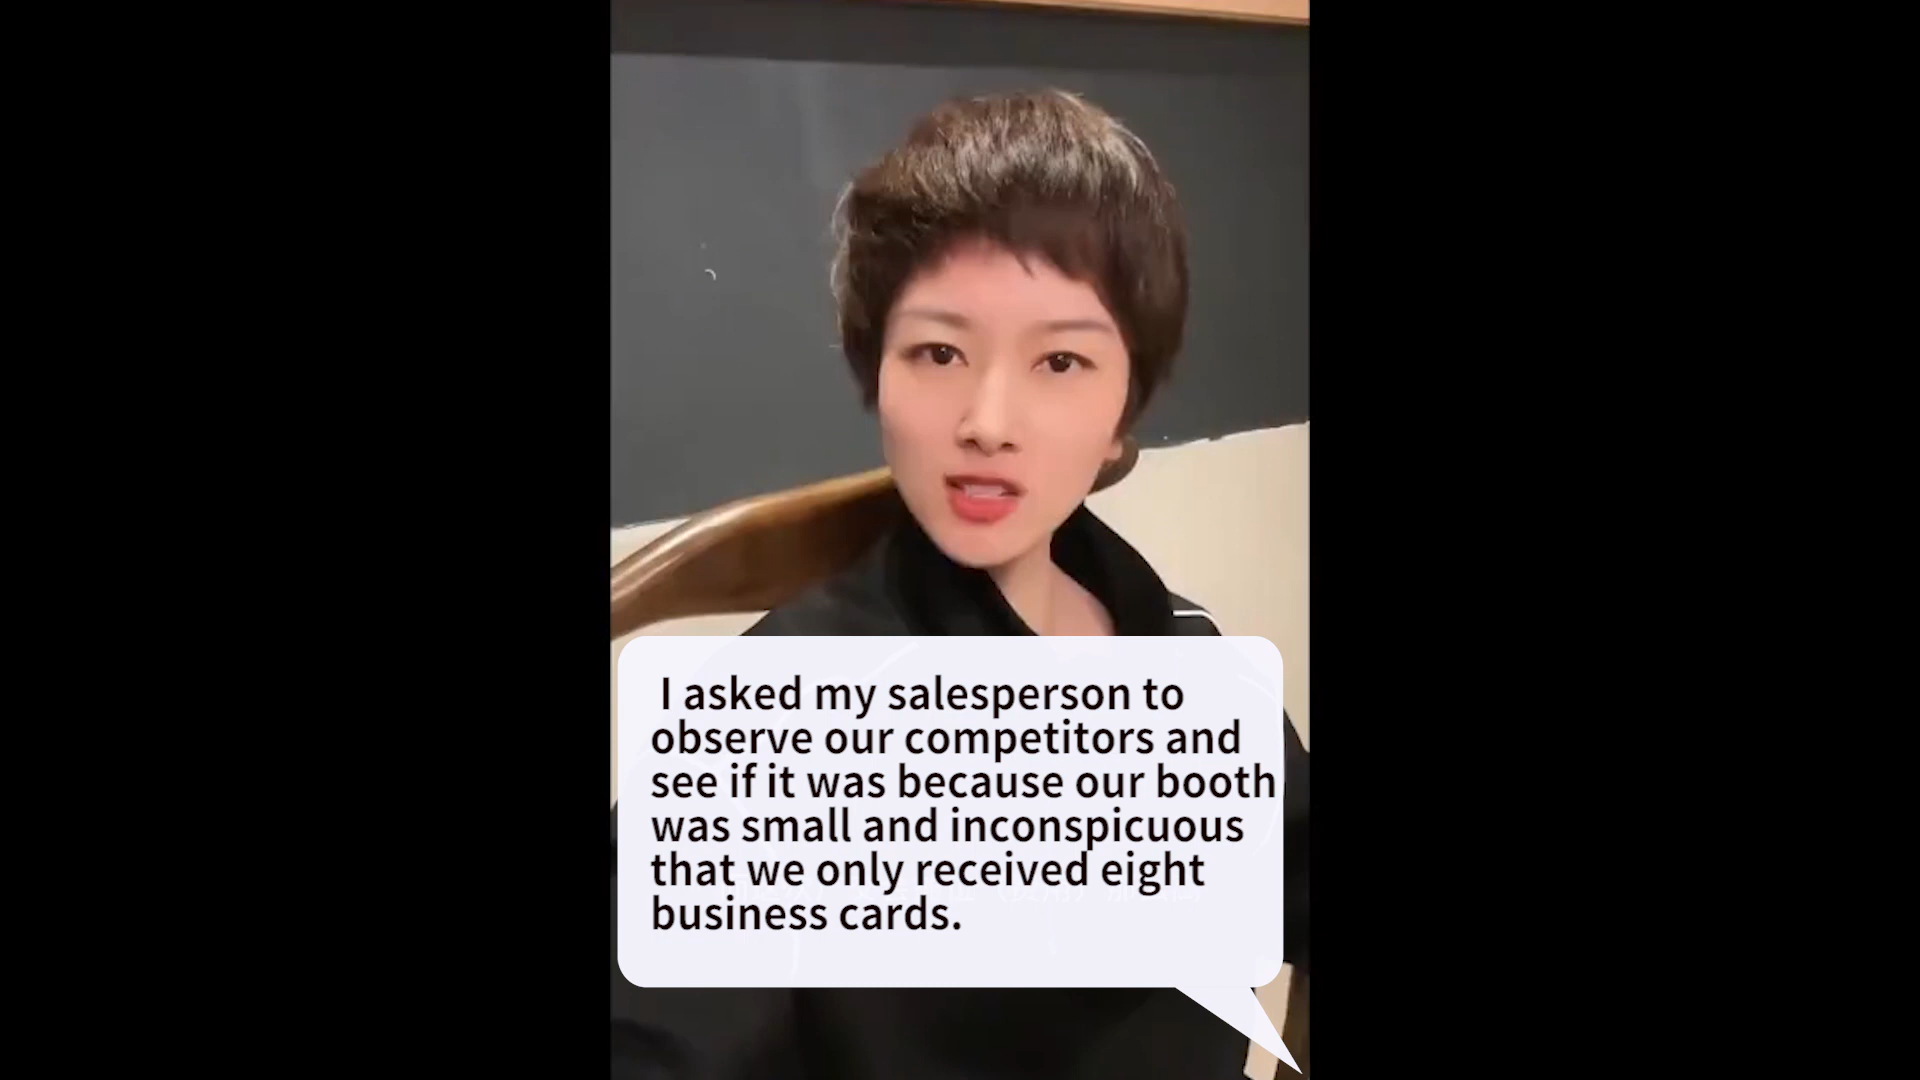 I asked my salesperson to
observe our competitors and
see if it was because our booth
was small and inconspicuous
that we only received eight
business cards.